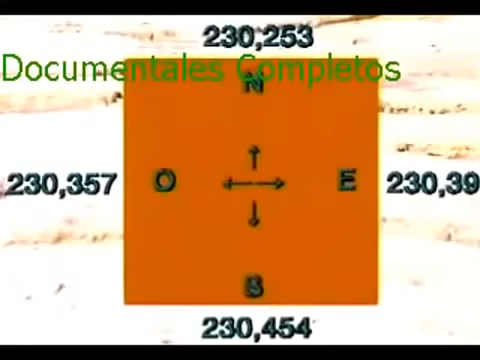 230,253
Documentales Completos
N
230,357 O E 230,39
S
230,454